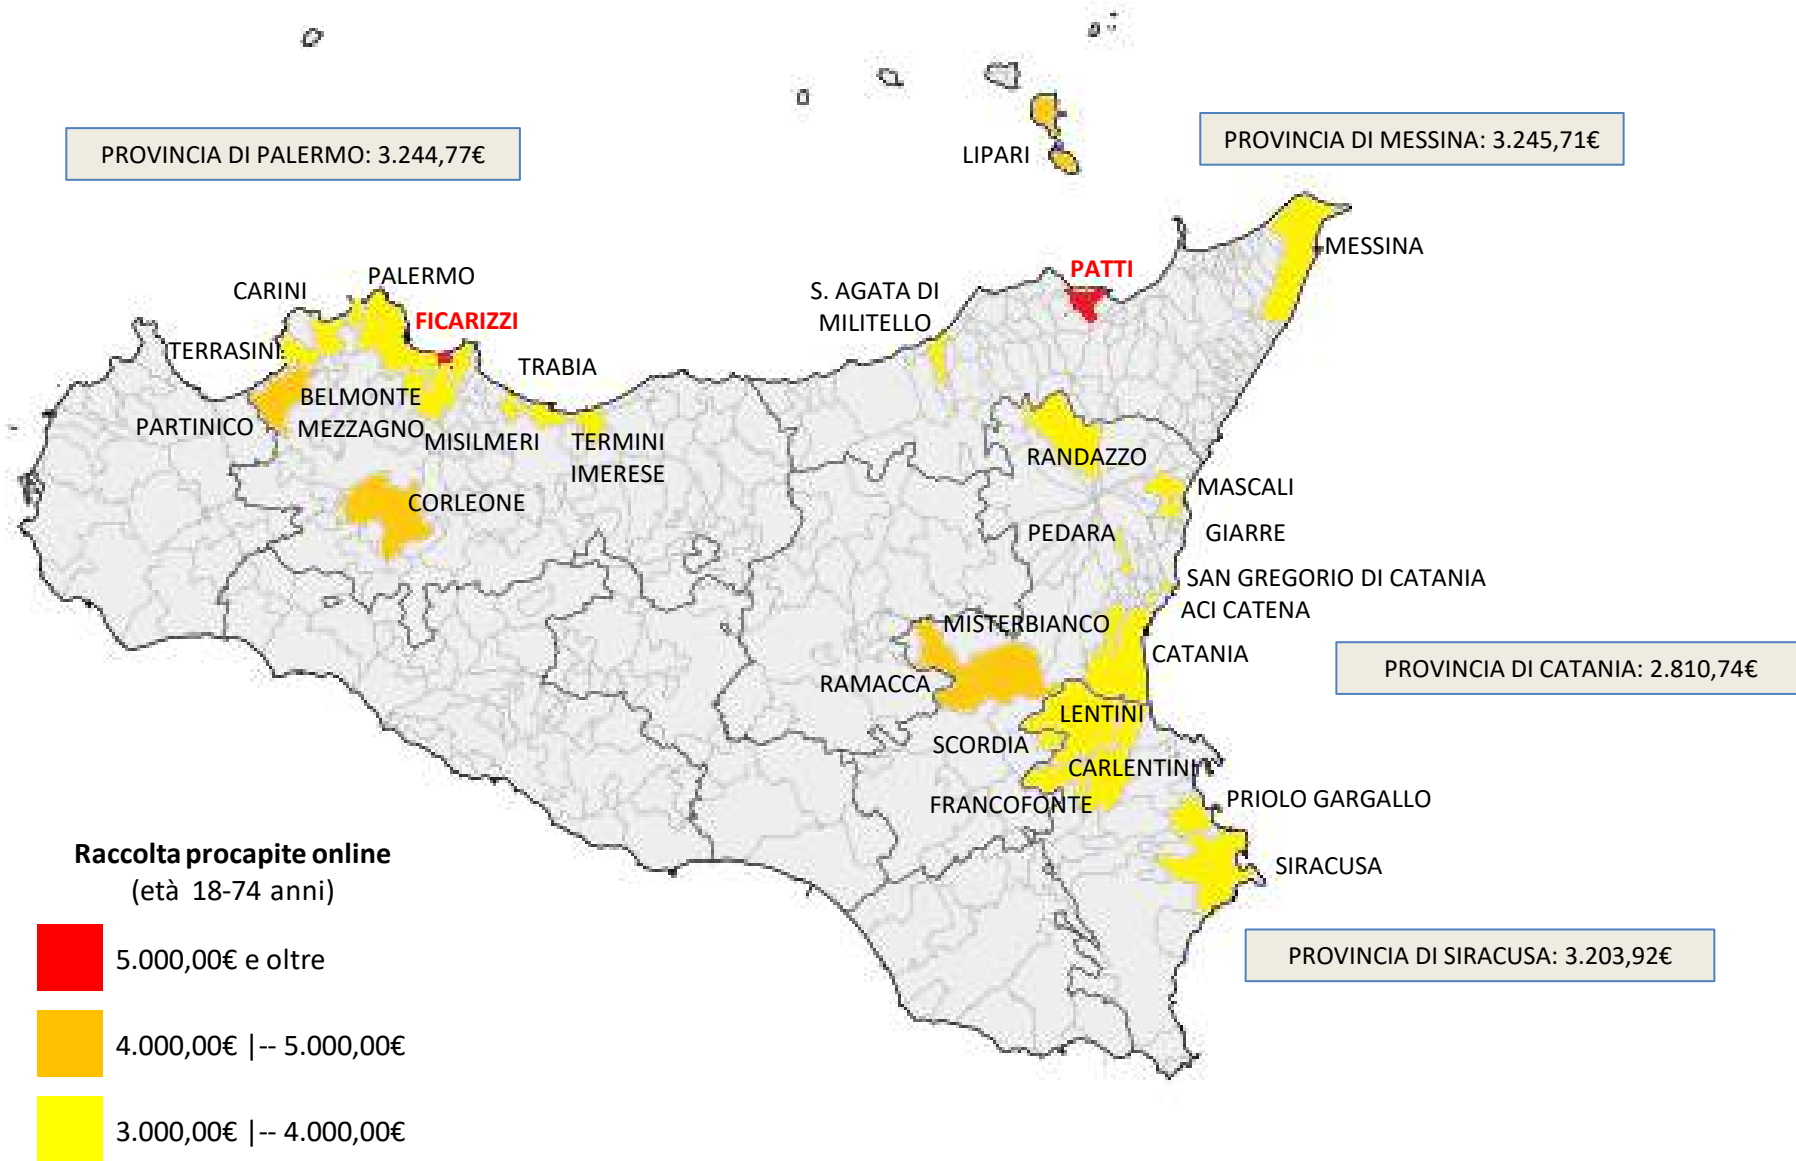 PROVINCIA DI PALERMO: 3.244,77€
PROVINCIA DI MESSINA: 3.245,71€
LIPARI
MESSINA
PATTI
PALERMO
CARINI
S. AGATA DI
MILITELLO
FICARIZZI
TERRASINI
TRABIA
BELMONTE
MEZZAGNO
PARTINICO
MISILMERI
TERMINI
IMERESE
RANDAZZO
MASCALI
CORLEONE
PEDARA
GIARRE
SAN GREGORIO DI CATANIA
ACI CATENA
MISTERBIANCO
CATANIA
PROVINCIA DI CATANIA: 2.810,74€
RAMACCA
LENTINI
SCORDIA
CARLENTINI
FRANCOFONTE
PRIOLO GARGALLO
SIRACUSA
PROVINCIA DI SIRACUSA: 3.203,92€
Raccolta procapite online
(età 18-74 anni)
5.000,00€ e oltre
4.000,00€ |-- 5.000,00€
3.000,00€ |-- 4.000,00€